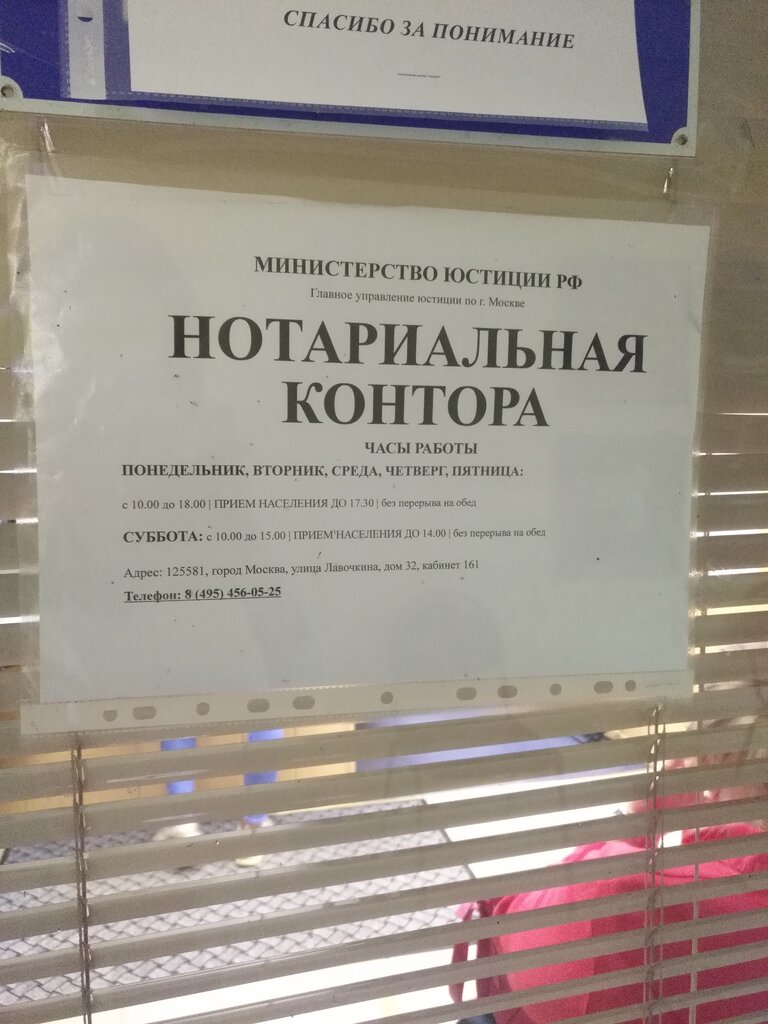 СПАСИБО ЗА ПОНИМАНИЕ
МИНИСТЕРСТВО ЮСТИЦИИ РФ
Главное управление юстиции по г. Москве
НОТАРИАЛЬНАЯ
КОНТОРА
ЧАСЫ РАБОТЫ
ПОНЕДЕЛЬНИК, ВТОРНИК, СРЕДА, ЧЕТВЕРГ, ПЯТНИЦА:
с 10.00 до 18.00 | ПРИЕМ НАСЕЛЕНИЯ ДО 17.30 | без перерыва на обед
СУББОТА: с 10.00 до 15.00 | ПРИЕМ НАСЕЛЕНИЯ ДО 14.00 | без перерыва на обед
Адрес: 125581, город Москва, улица Лавочкина, дом 32, кабинет 161
Телефон: 8 (495) 456-05-25